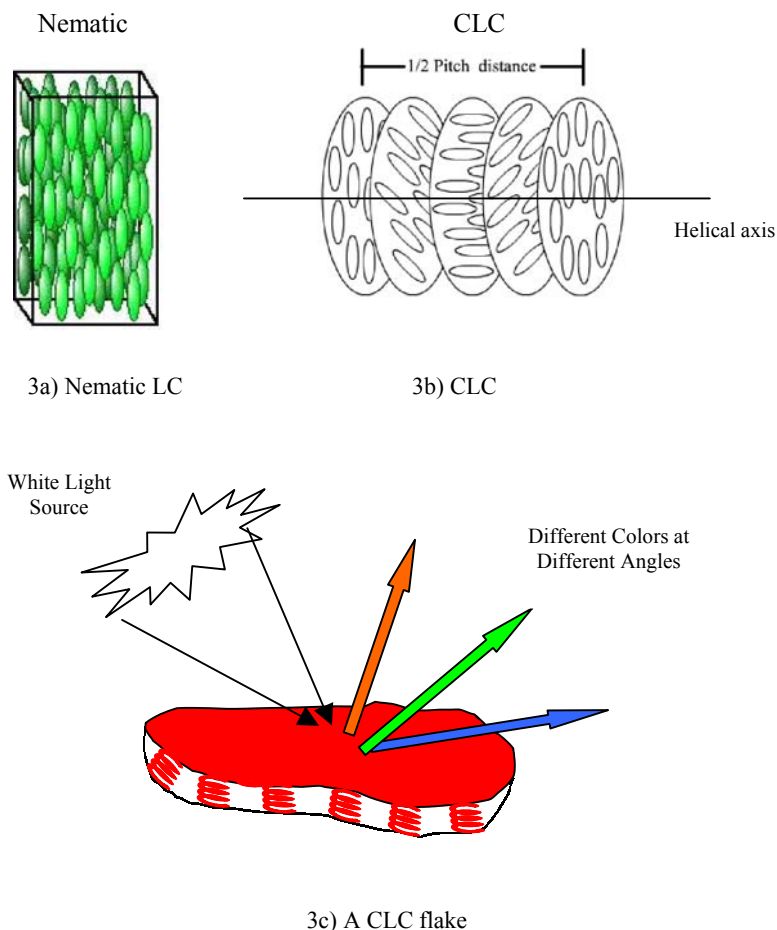 Nematic
CLC
1/2 Pitch distance
Helical axis
3a) Nematic LC
3b) CLC
White Light
Source
Different Colors at
Different Angles
3c) A CLC flake